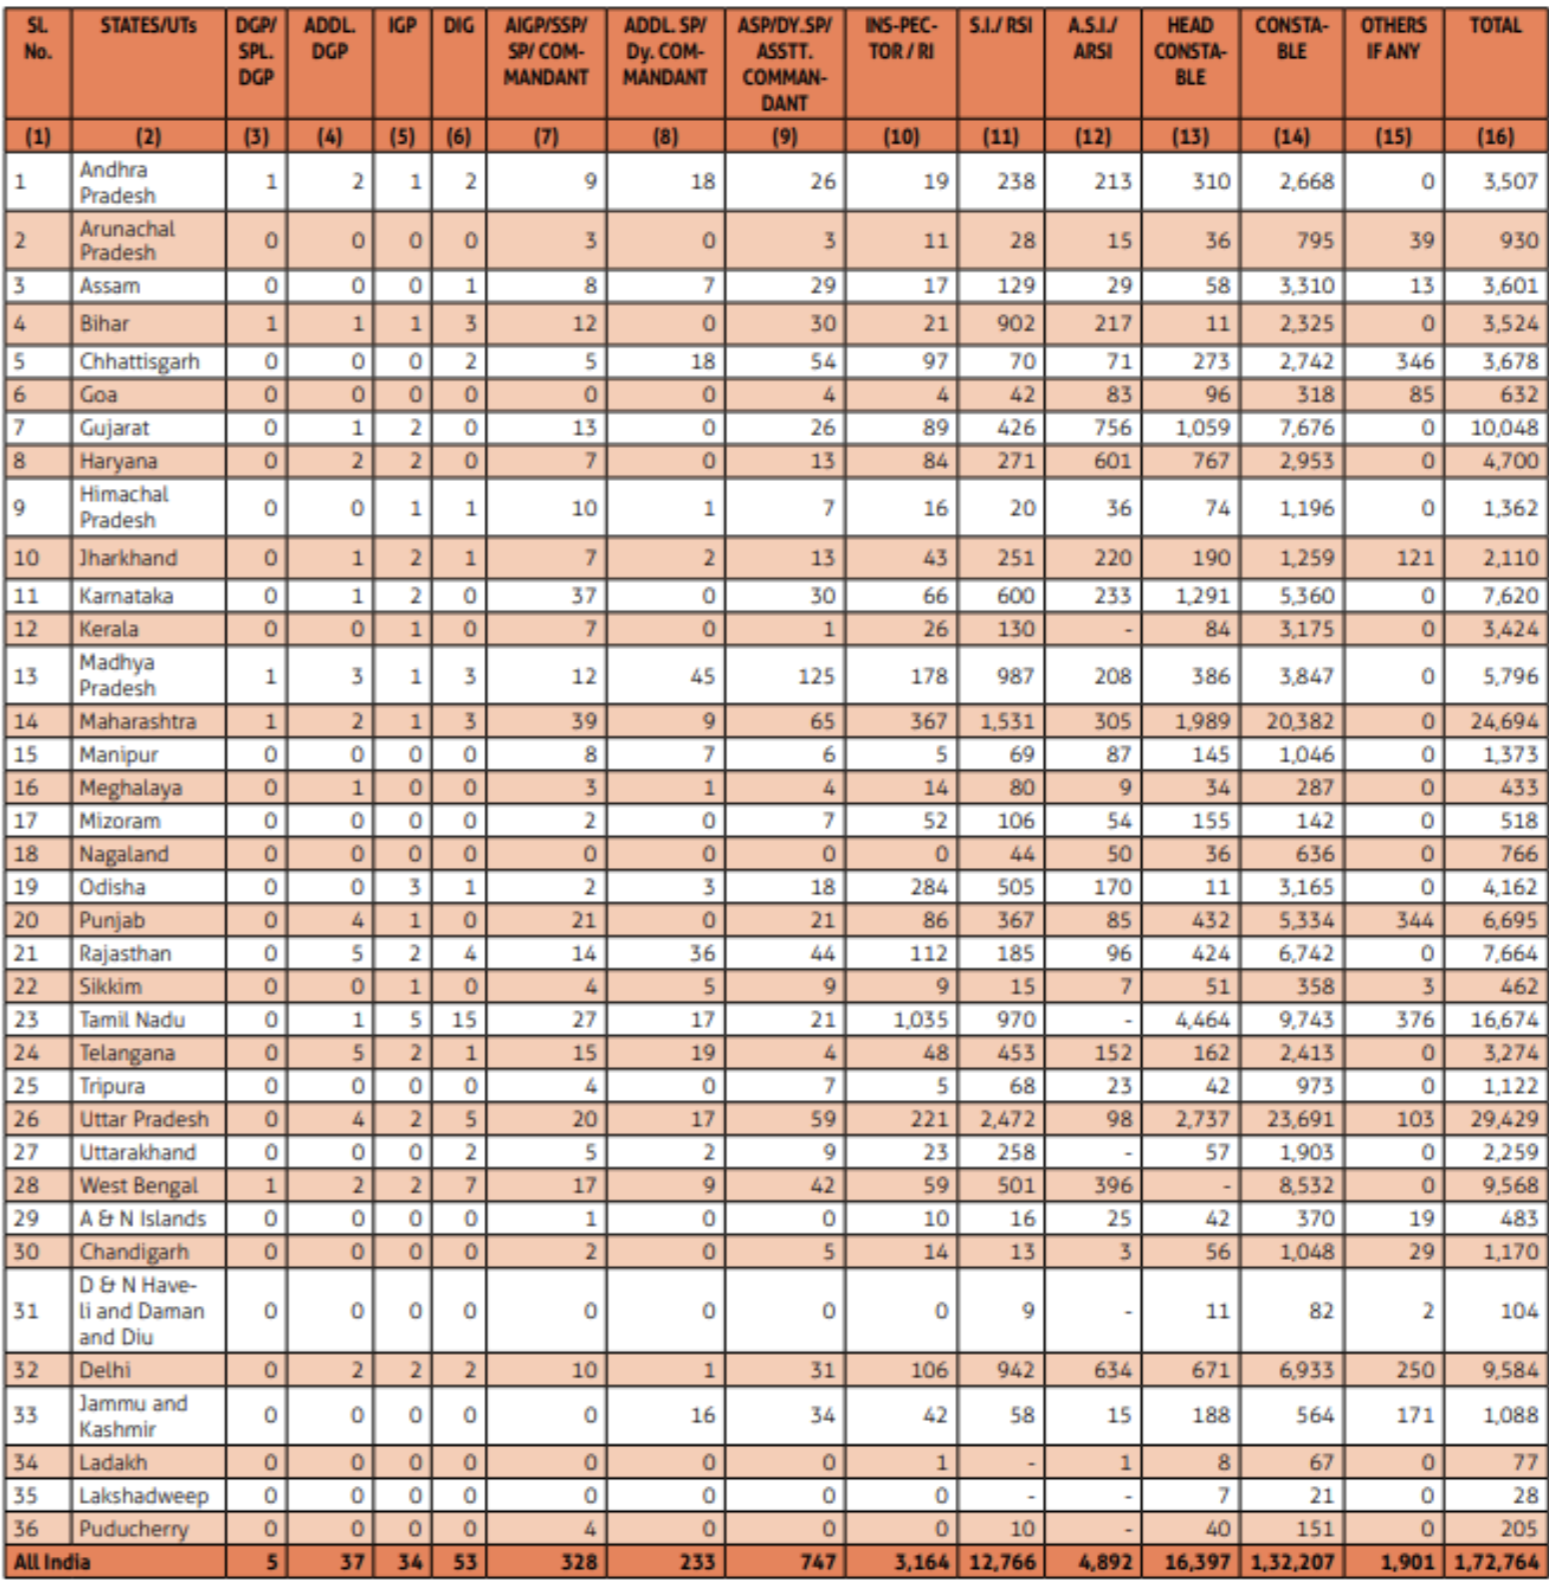 SL. No. STATES/UTs DGP/ SPL. DGP ADDL. DGP IGP DIG AIGP/SSP/ SP/ COM- MANDANT ADDL. SP/ Dy. COM- MANDANT ASP/DY.SP/ ASSTT. COMMAN- DANT INS-PEC- TOR / RI S.I./ RSI A.S.I./ ARSI HEAD CONSTA- BLE CONSTA- BLE OTHERS IF ANY TOTAL
(1) (2) (3) (4) (5) (6) (7) (8) (9) (10) (11) (12) (13) (14) (15) (16)
1 Andhra Pradesh 1 2 1 2 9 18 26 19 238 213 310 2,668 0 3,507
2 Arunachal Pradesh 0 0 0 0 3 0 3 11 28 15 36 795 39 930
3 Assam 0 0 0 1 8 7 29 17 129 29 58 3,310 13 3,601
4 Bihar 1 1 1 3 12 0 30 21 902 217 11 2,325 0 3,524
5 Chhattisgarh 0 0 0 2 5 18 54 97 70 71 273 2,742 346 3,678
6 Goa 0 0 0 0 0 0 4 4 42 83 96 318 85 632
7 Gujarat 0 1 2 0 13 0 26 89 426 756 1,059 7,676 0 10,048
8 Haryana 0 2 2 0 7 0 13 84 271 601 767 2,953 0 4,700
9 Himachal Pradesh 0 0 1 1 10 1 7 16 20 36 74 1,196 0 1,362
10 Jharkhand 0 1 2 1 7 2 13 43 251 220 190 1,259 121 2,110
11 Karnataka 0 1 2 0 37 0 30 66 600 233 1,291 5,360 0 7,620
12 Kerala 0 0 1 0 7 0 1 26 130 - 84 3,175 0 3,424
13 Madhya Pradesh 1 3 1 3 12 45 125 178 987 208 386 3,847 0 5,796
14 Maharashtra 1 2 1 3 39 9 65 367 1,531 305 1,989 20,382 0 24,694
15 Manipur 0 0 0 0 8 7 6 5 69 87 145 1,046 0 1,373
16 Meghalaya 0 1 0 0 3 1 4 14 80 9 34 287 0 433
17 Mizoram 0 0 0 0 2 0 7 52 106 54 155 142 0 518
18 Nagaland 0 0 0 0 0 0 0 0 44 50 36 636 0 766
19 Odisha 0 0 3 1 2 3 18 284 505 170 11 3,165 0 4,162
20 Punjab 0 4 1 0 21 0 21 86 367 85 432 5,334 344 6,695
21 Rajasthan 0 5 2 4 14 36 44 112 185 96 424 6,742 0 7,664
22 Sikkim 0 0 1 0 4 5 9 9 15 7 51 358 3 462
23 Tamil Nadu 0 1 5 15 27 17 21 1,035 970 - 4,464 9,743 376 16,674
24 Telangana 0 5 2 1 15 19 4 48 453 152 162 2,413 0 3,274
25 Tripura 0 0 0 0 4 0 7 5 68 23 42 973 0 1,122
26 Uttar Pradesh 0 4 2 5 20 17 59 221 2,472 98 2,737 23,691 103 29,429
27 Uttarakhand 0 0 0 2 5 2 9 23 258 - 57 1,903 0 2,259
28 West Bengal 1 2 2 7 17 9 42 59 501 396 - 8,532 0 9,568
29 A & N Islands 0 0 0 0 1 0 0 10 16 25 42 370 19 483
30 Chandigarh 0 0 0 0 2 0 5 14 13 3 56 1,048 29 1,170
31 D & N Have- li and Daman and Diu 0 0 0 0 0 0 0 0 9 - 11 82 2 104
32 Delhi 0 2 2 2 10 1 31 106 942 634 671 6,933 250 9,584
33 Jammu and Kashmir 0 0 0 0 0 16 34 42 58 15 188 564 171 1,088
34 Ladakh 0 0 0 0 0 0 0 1 - 1 8 67 0 77
35 Lakshadweep 0 0 0 0 0 0 0 0 - - 7 21 0 28
36 Puducherry 0 0 0 0 4 0 0 0 10 - 40 151 0 205
All India 5 37 34 53 328 233 747 3,164 12,766 4,892 16,397 1,32,207 1,901 1,72,764